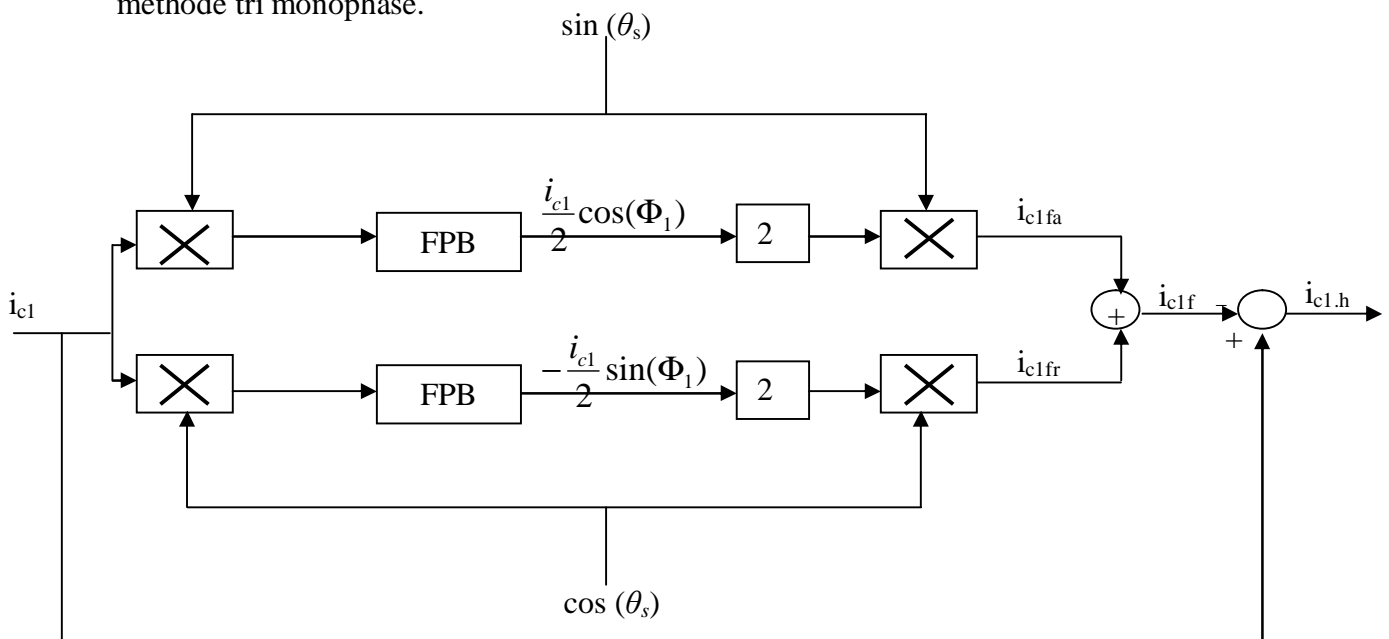 méthode tri monophasé.
sin (θs)
ic1
FPB
ic1/2 cos(Φ1)
2
ic1fa
+
ic1f
−
+
ic1.h
FPB
−ic1/2 sin(Φ1)
2
ic1fr
cos (θs)